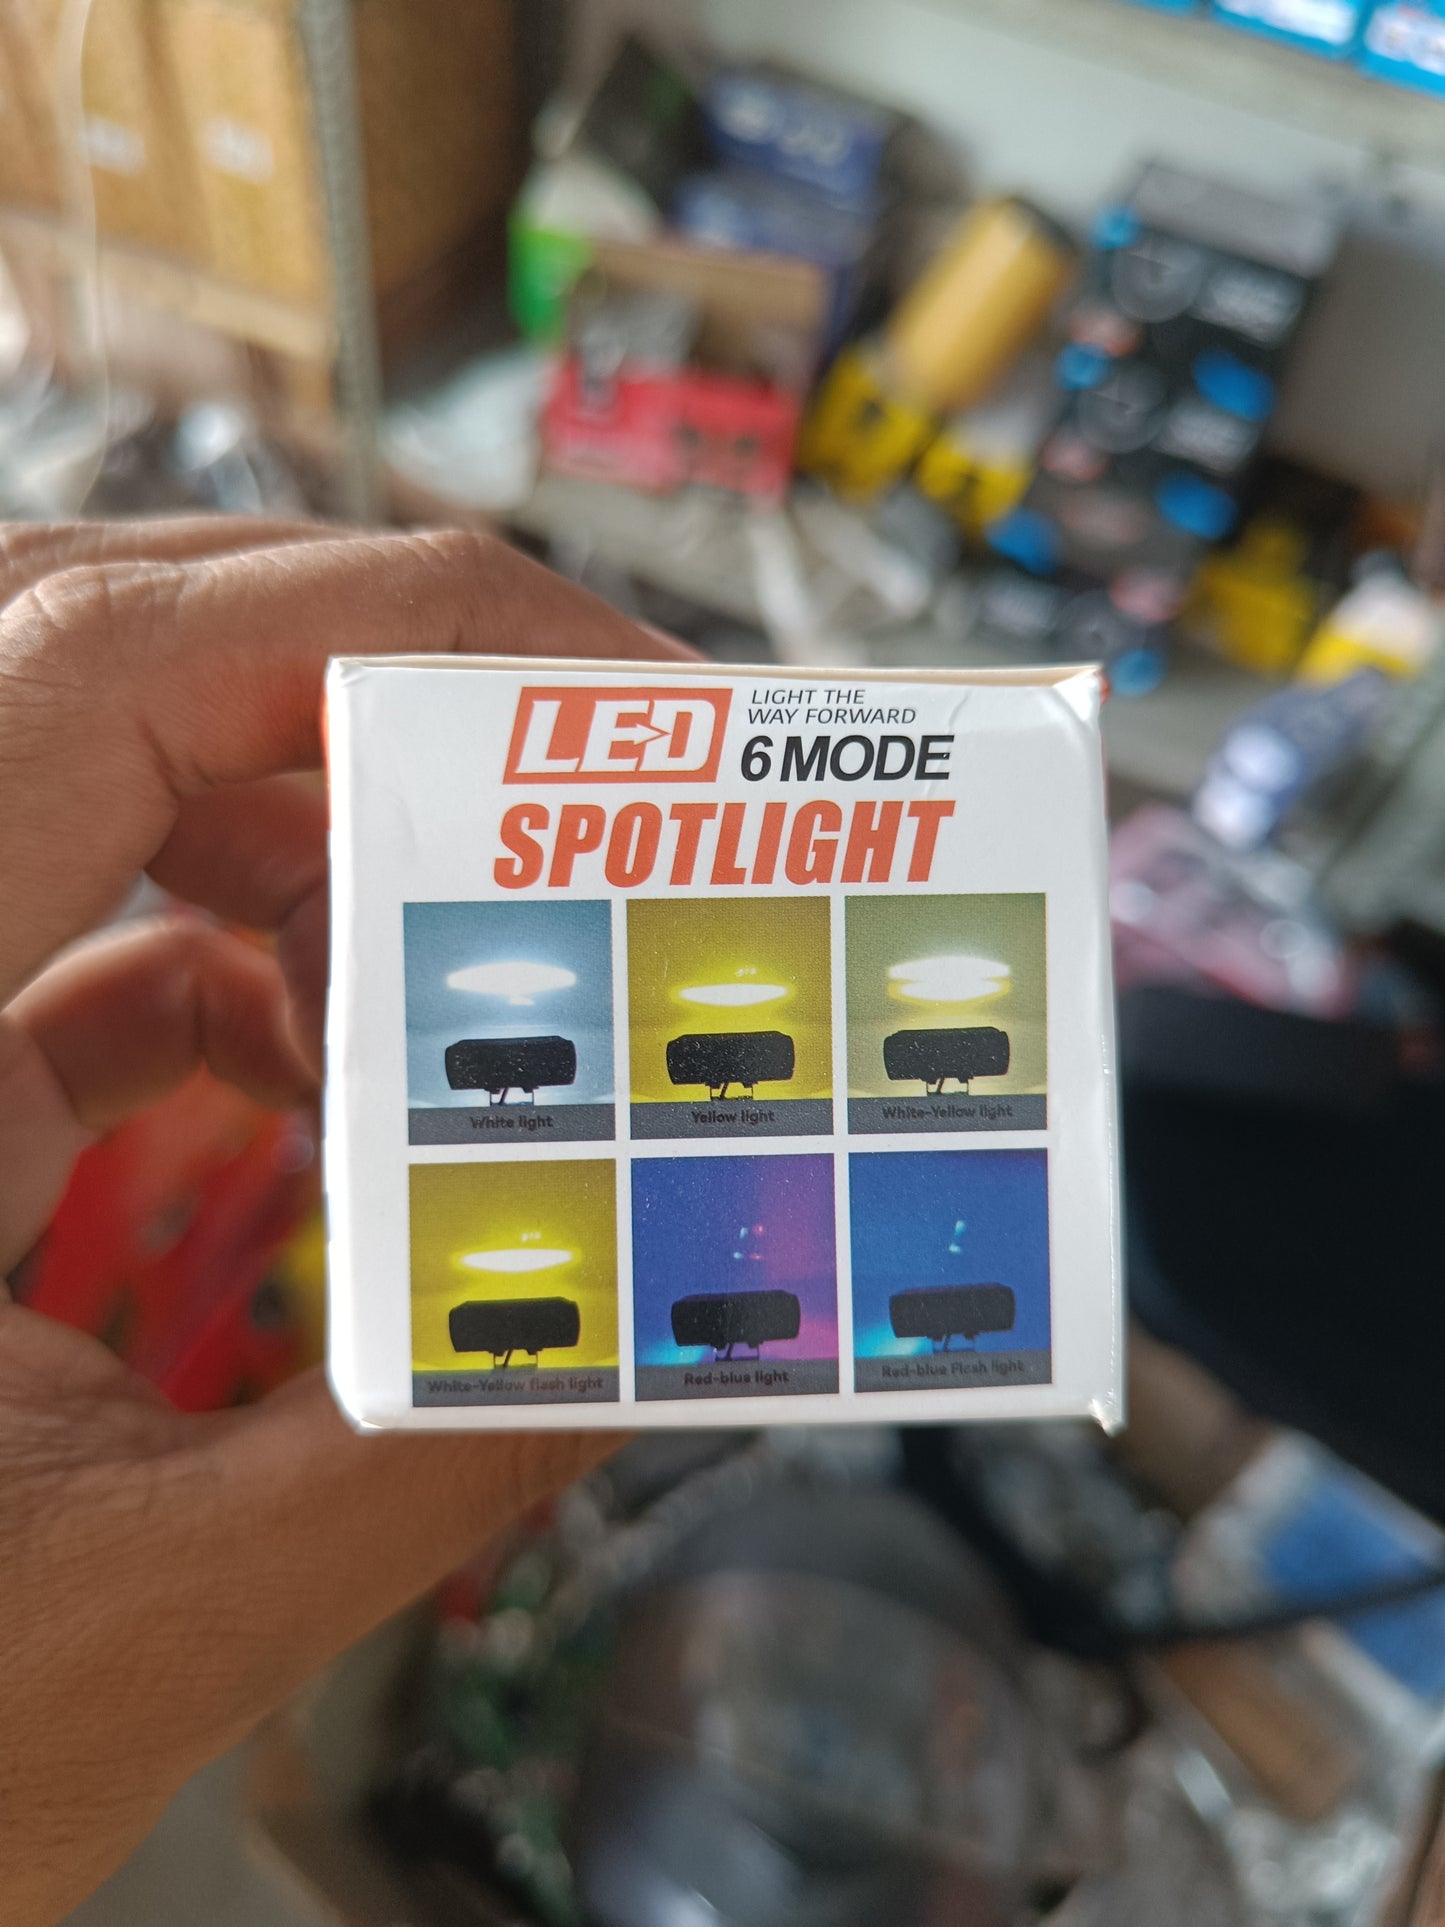 LED
LIGHT THE
WAY FORWARD
6 MODE
SPOTLIGHT
White light
Yellow light
White-Yellow light
White-Yellow flash light
Red-blue light
Red-blue Flash light